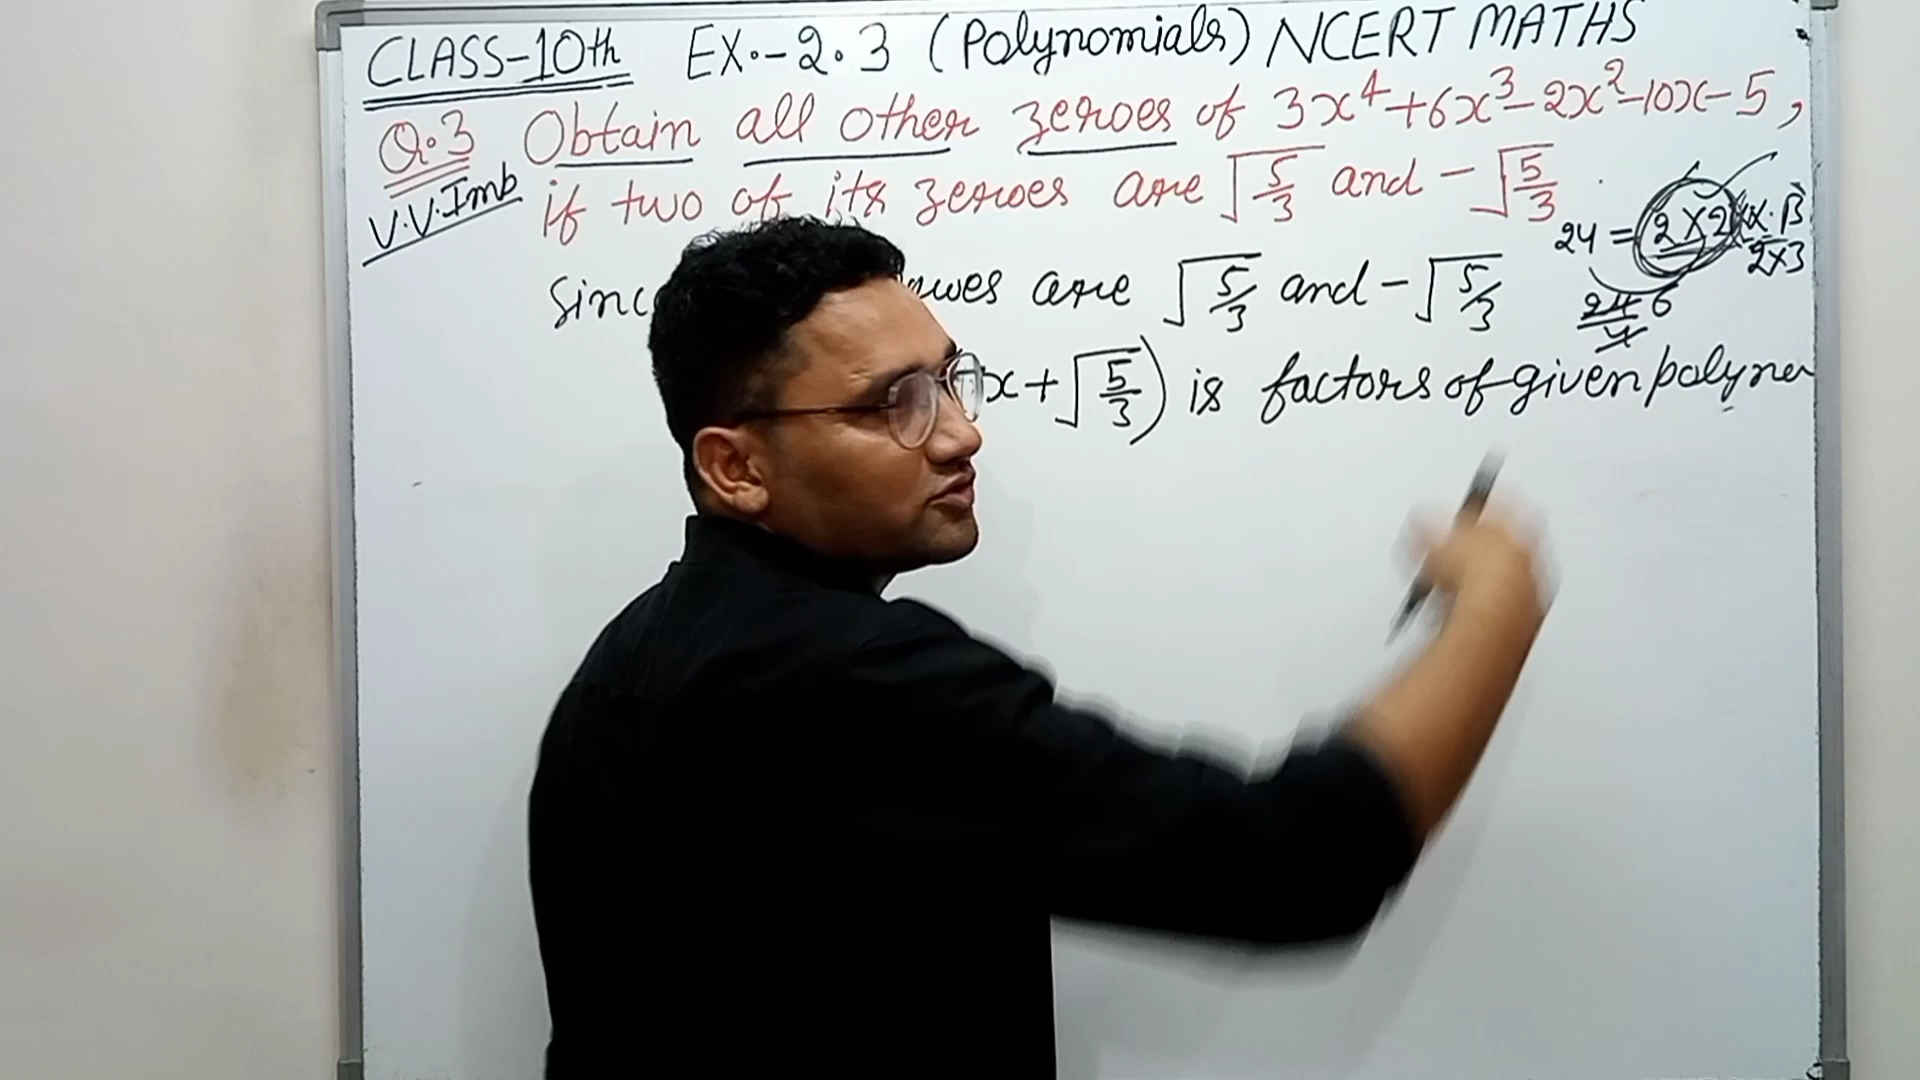 CLASS-10th EX.-2.3 (Polynomials) NCERT MATHS
Q.3 Obtain all other zeroes of 3x⁴+6x³-2x²-10x-5,
V.V.Imb if two of its zeroes are √5/3 and -√5/3.
24 = 2×2 × α·β
2×3
Sinc are √5/3 and -√5/3
24 6
4
x+√5/3) is factors of given polyno